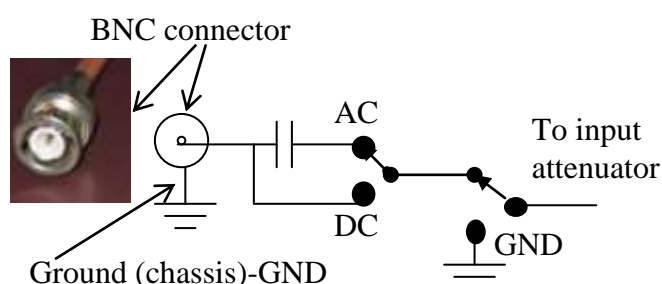 BNC connector
AC
To input
attenuator
DC
GND
Ground (chassis)-GND